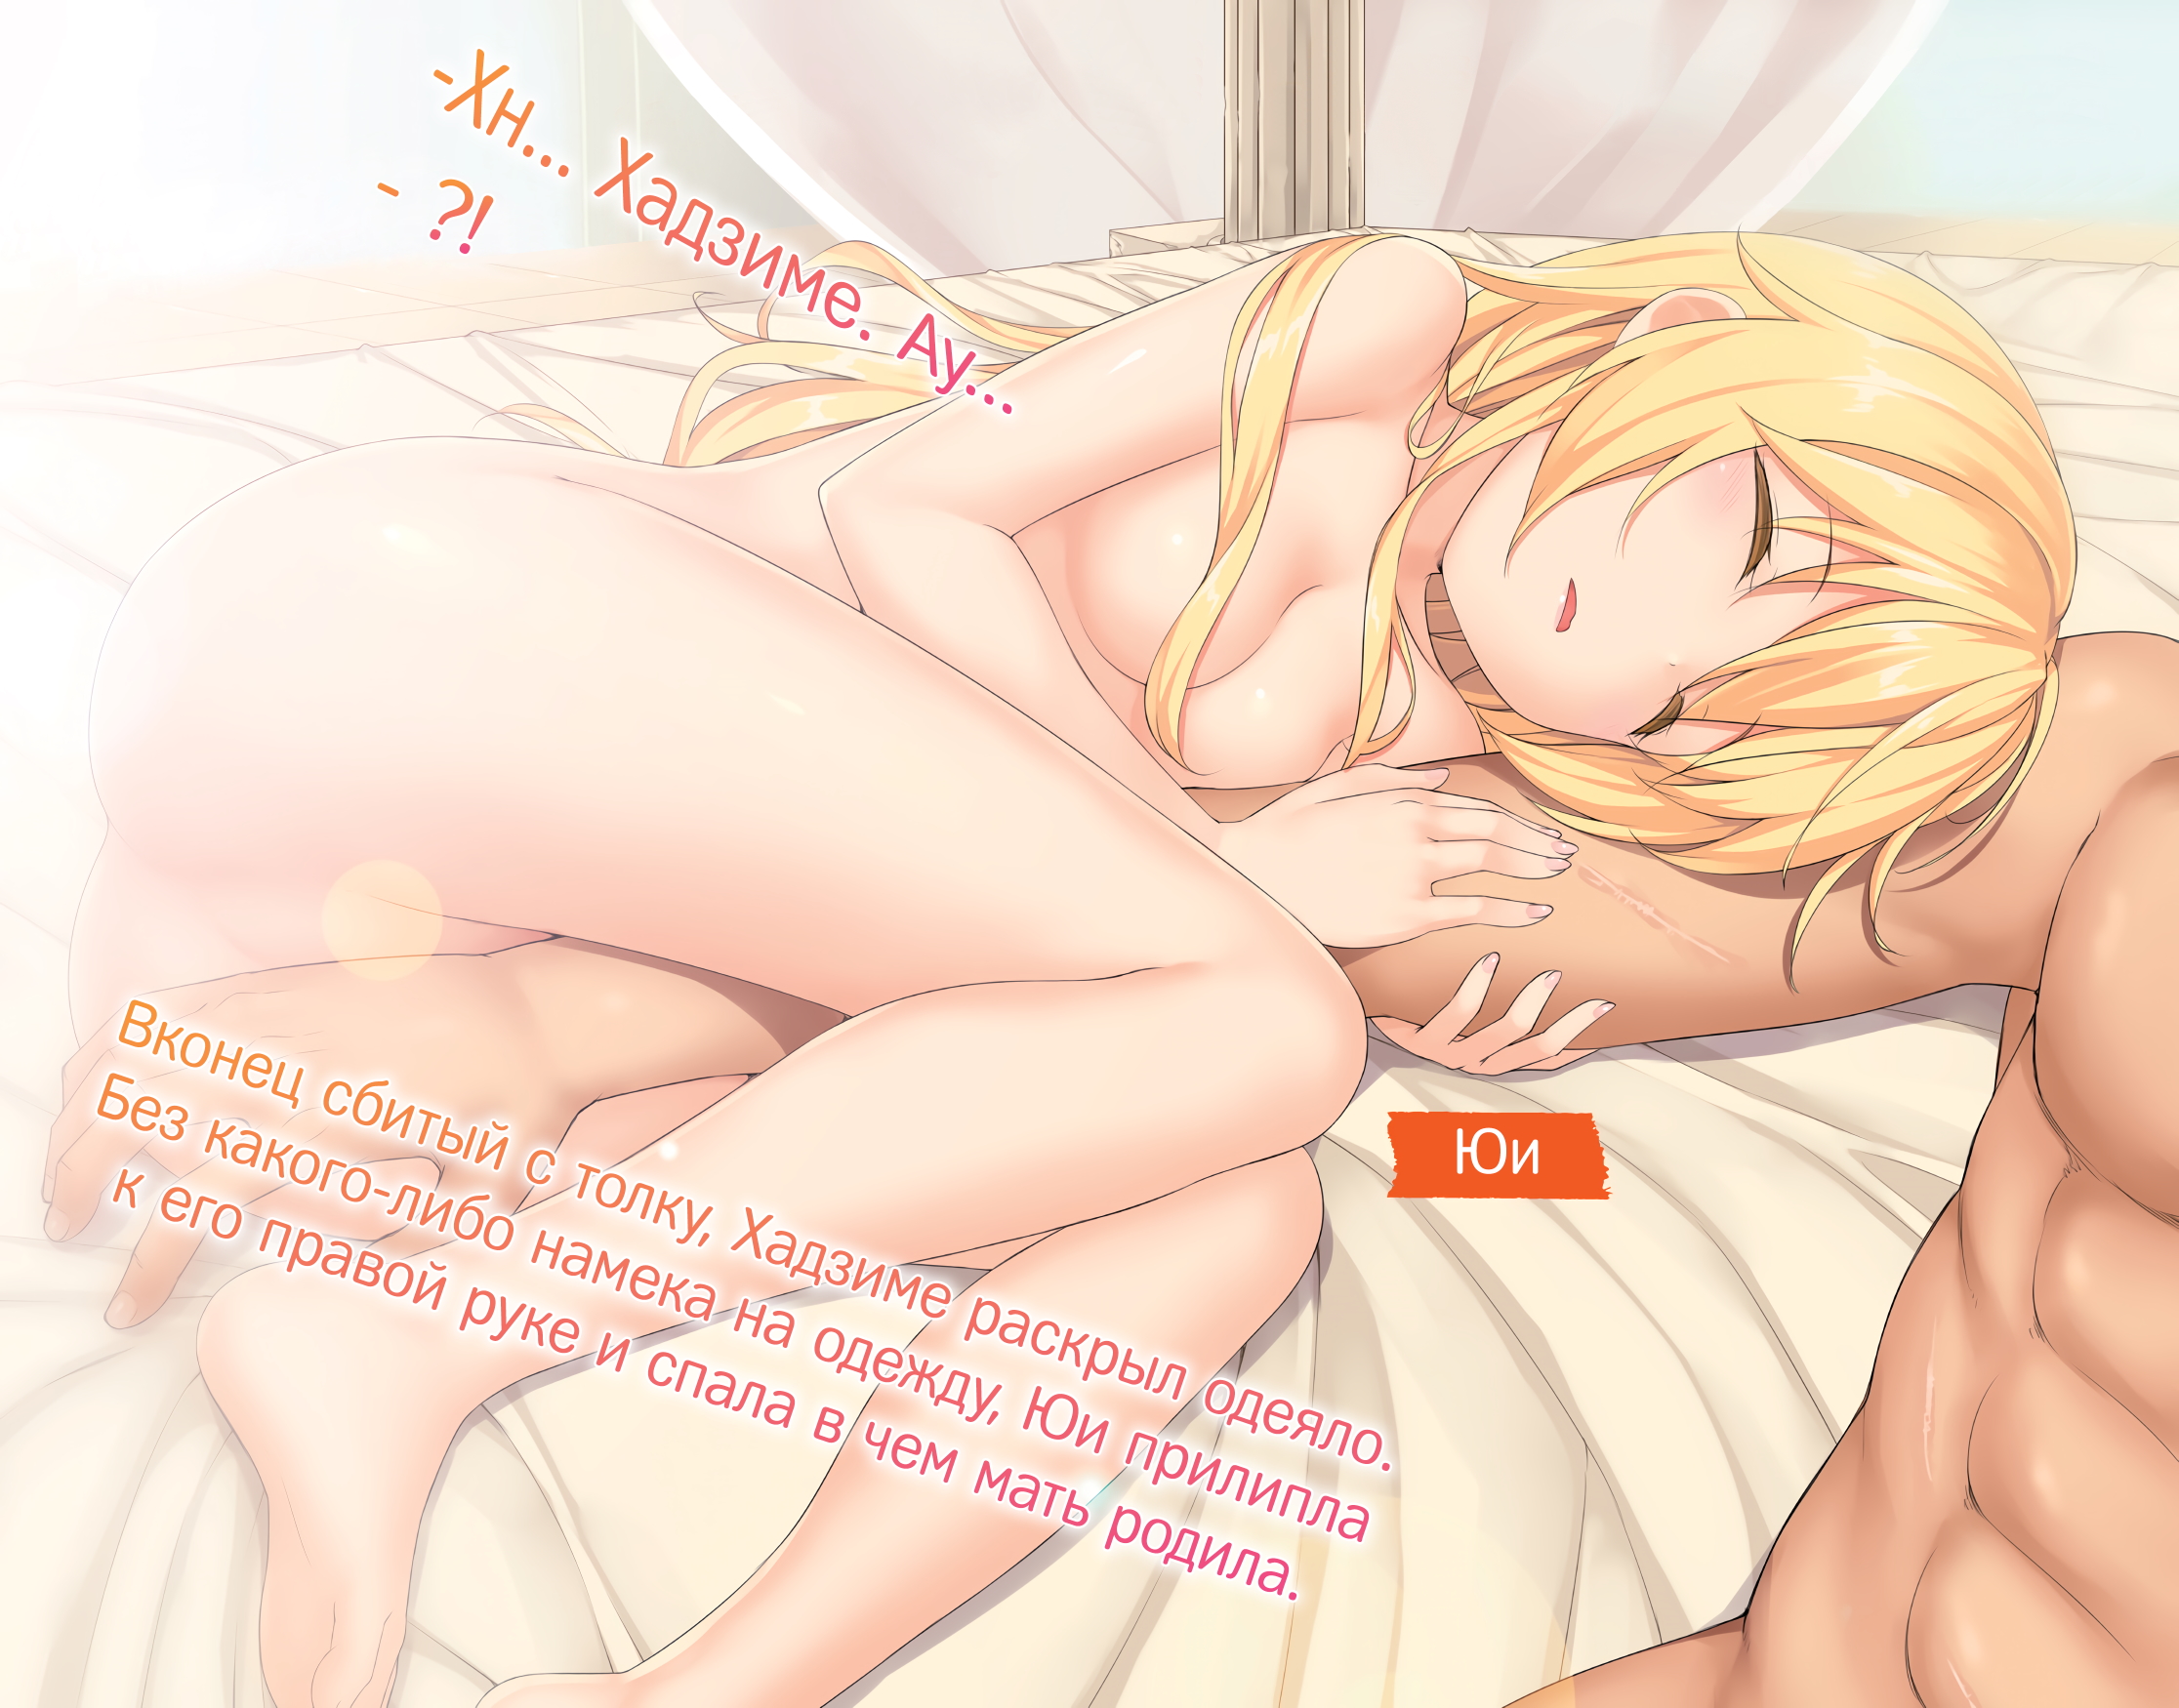 -Хн... Хадзиме. Ау...
- ?!
Юи
Вконец сбитый с толку, Хадзиме раскрыл одеяло.
Без какого-либо намека на одежду, Юи прилипла
к его правой руке и спала в чем мать родила.